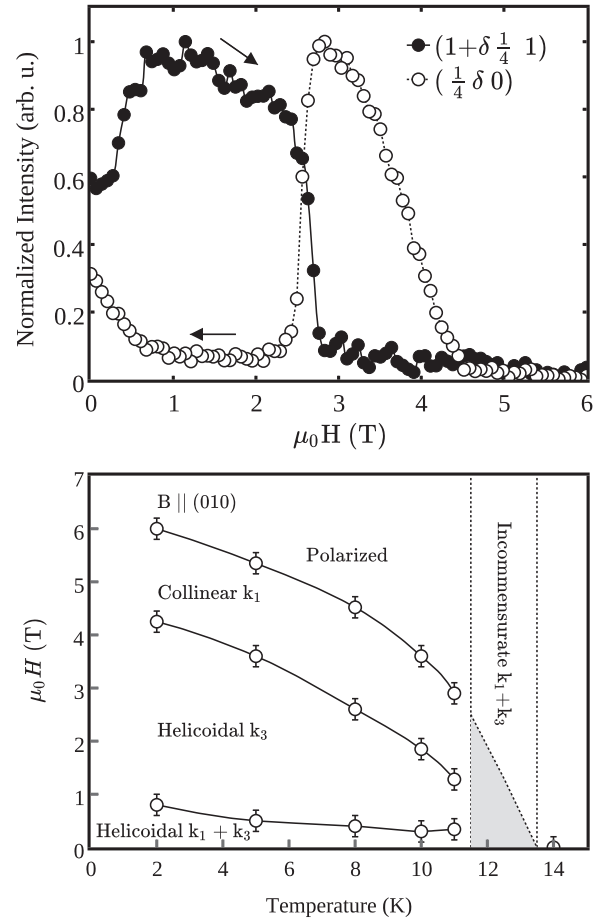 1
0.8
0.6
0.4
0.2
0
Normalized Intensity (arb. u.)
(1+δ 1/4 1)
(1/4 δ 0)
0 1 2 3 4 5 6
μ₀H (T)
7
6
5
4
3
2
1
0
μ₀H (T)
B || (010)
Polarized
Collinear k₁
Helicoidal k₃
Helicoidal k₁ + k₃
Incommensurate k₁+k₃
0 2 4 6 8 10 12 14
Temperature (K)